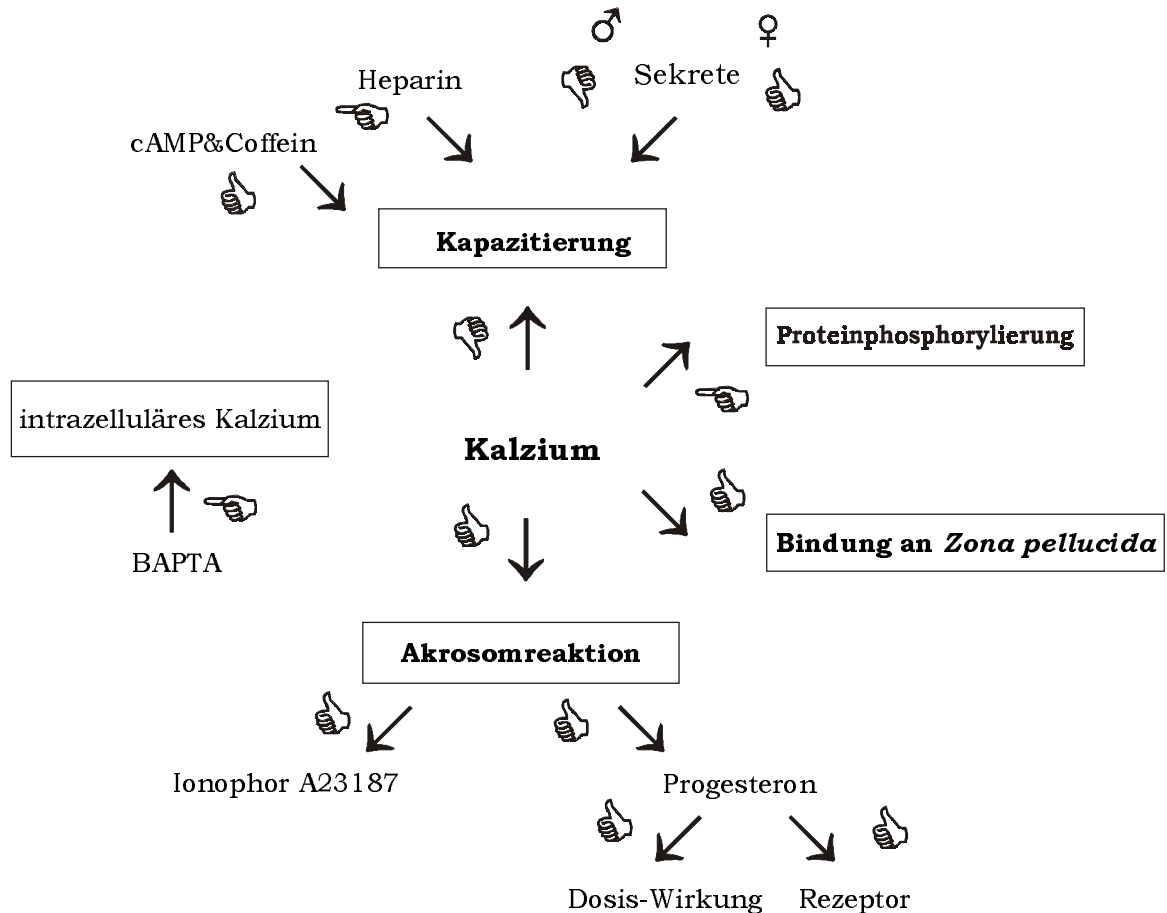 ♂ ♀
Heparin
Sekrete
cAMP&Coffein
Kapazitierung
Proteinphosphorylierung
intrazelluläres Kalzium
Kalzium
BAPTA
Bindung an Zona pellucida
Akrosomreaktion
Ionophor A23187
Progesteron
Dosis-Wirkung
Rezeptor